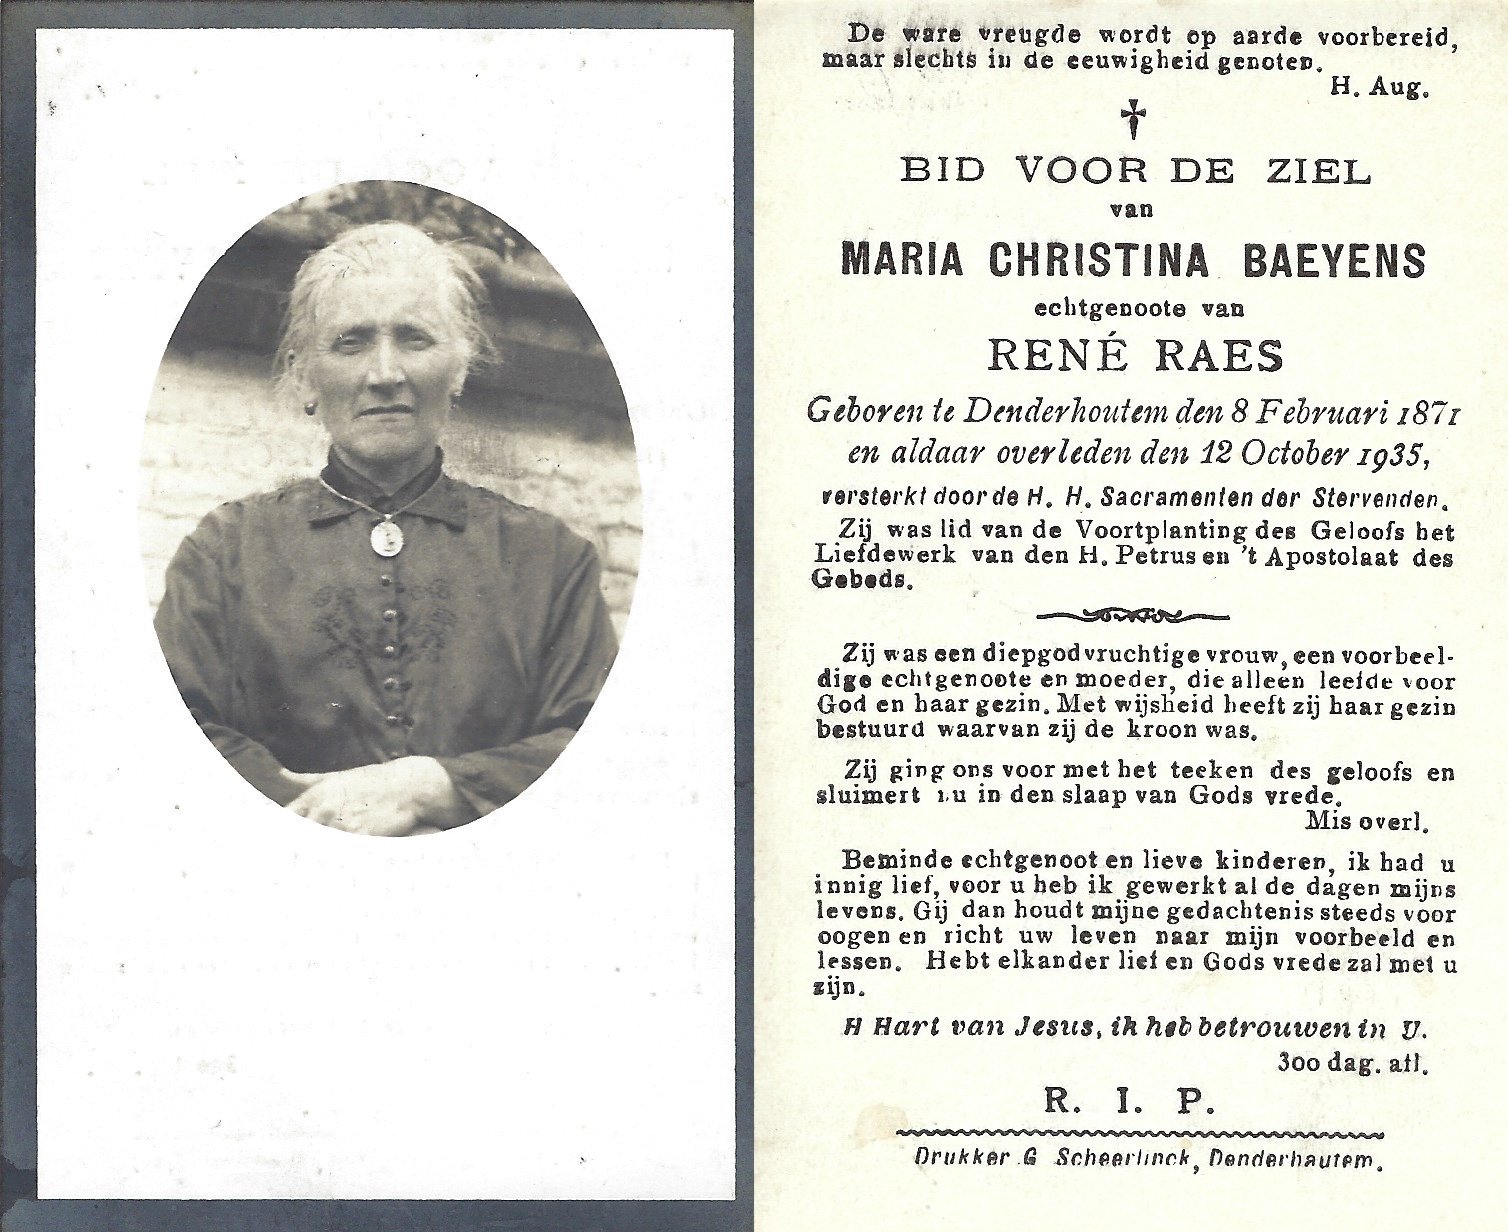 De ware vreugde wordt op aarde voorbereid,
maar slechts in de eeuwigheid genoten.
H. Aug.
BID VOOR DE ZIEL
van
MARIA CHRISTINA BAEYENS
echtgenoote van
RENÉ RAES
Geboren te Denderhoutem den 8 Februari 1871
en aldaar overleden den 12 October 1935,
versterkt door de H. H. Sacramenten der Stervenden.
Zij was lid van de Voortplanting des Geloofs het
Liefdewerk van den H. Petrus en 't Apostolaat des
Gebeds.
Zij was een diepgodvruchtige vrouw, een voorbeel-
dige echtgenoote en moeder, die alleen leefde voor
God en haar gezin. Met wijsheid heeft zij haar gezin
bestuurd waarvan zij de kroon was.
Zij ging ons voor met het teeken des geloofs en
sluimert nu in den slaap van Gods vrede.
Mis overl.
Beminde echtgenoot en lieve kinderen, ik had u
innig lief, voor u heb ik gewerkt al de dagen mijns
levens. Gij dan houdt mijne gedachtenis steeds voor
oogen en richt uw leven naar mijn voorbeeld en
lessen. Hebt elkander lief en Gods vrede zal met u
zijn.
H Hart van Jesus, ik heb betrouwen in U.
300 dag. afl.
R. I. P.
Drukker G Scheerlinck, Denderhautem.